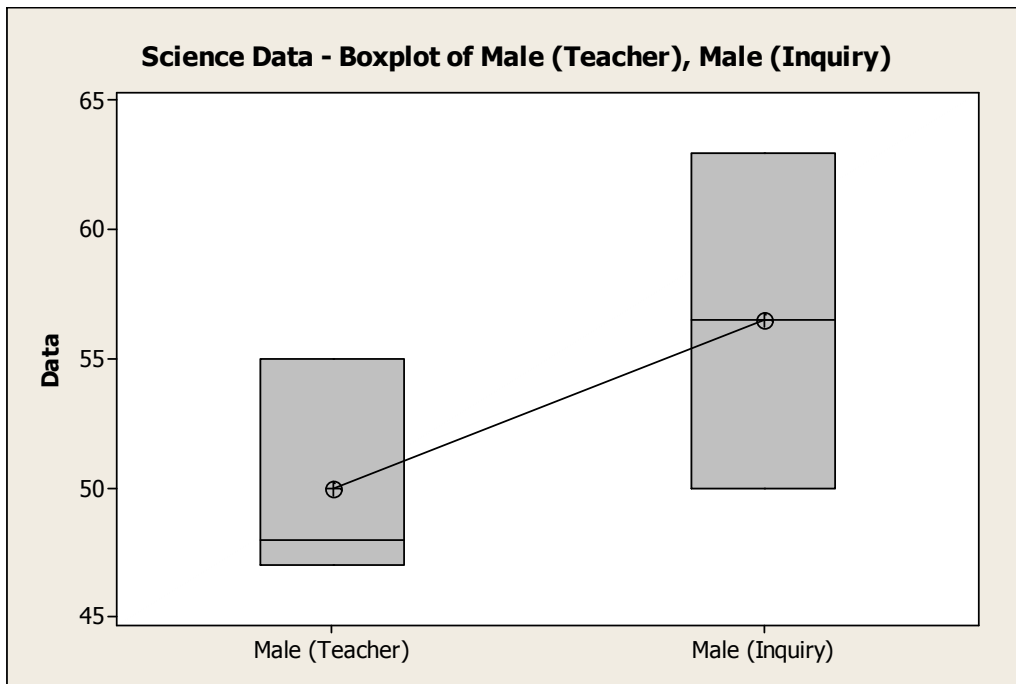 Science Data - Boxplot of Male (Teacher), Male (Inquiry)
65
60
55
50
45
Data
Male (Teacher)
Male (Inquiry)